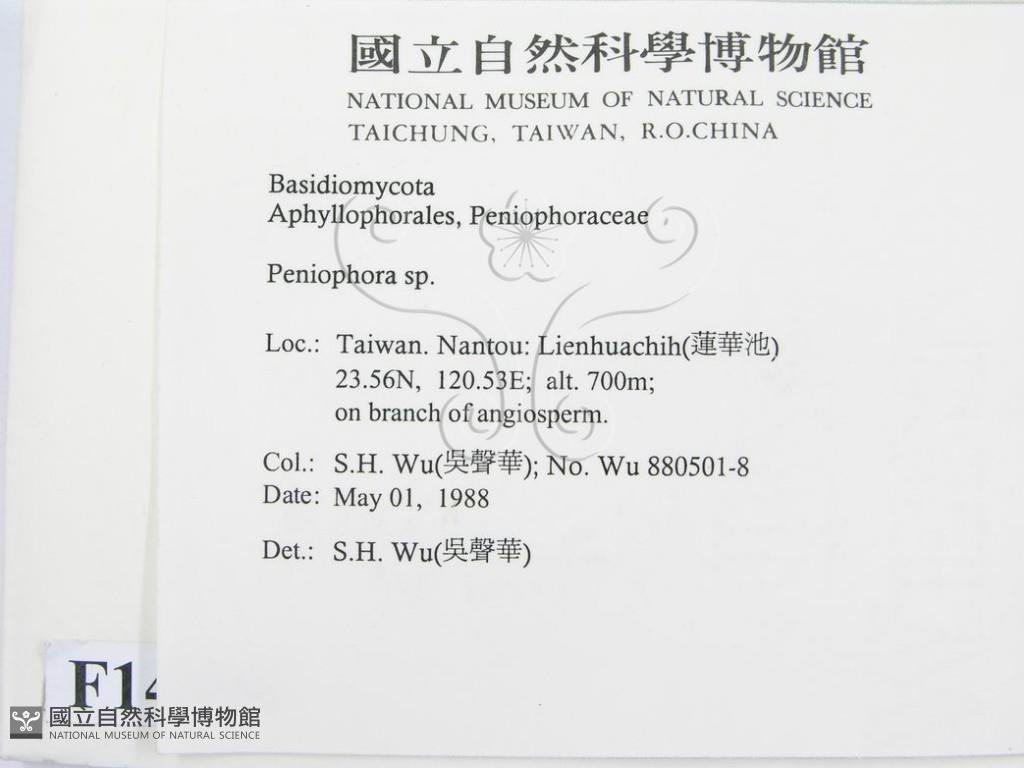 國立自然科學博物館
NATIONAL MUSEUM OF NATURAL SCIENCE
TAICHUNG, TAIWAN, R.O.CHINA
Basidiomycota
Aphyllophorales, Peniophoraceae
Peniophora sp.
Loc.: Taiwan. Nantou: Lienhuachih(蓮華池)
23.56N, 120.53E; alt. 700m;
on branch of angiosperm.
Col.: S.H. Wu(吳聲華); No. Wu 880501-8
Date: May 01, 1988
Det.: S.H. Wu(吳聲華)
F14
國立自然科學博物館
NATIONAL MUSEUM OF NATURAL SCIENCE